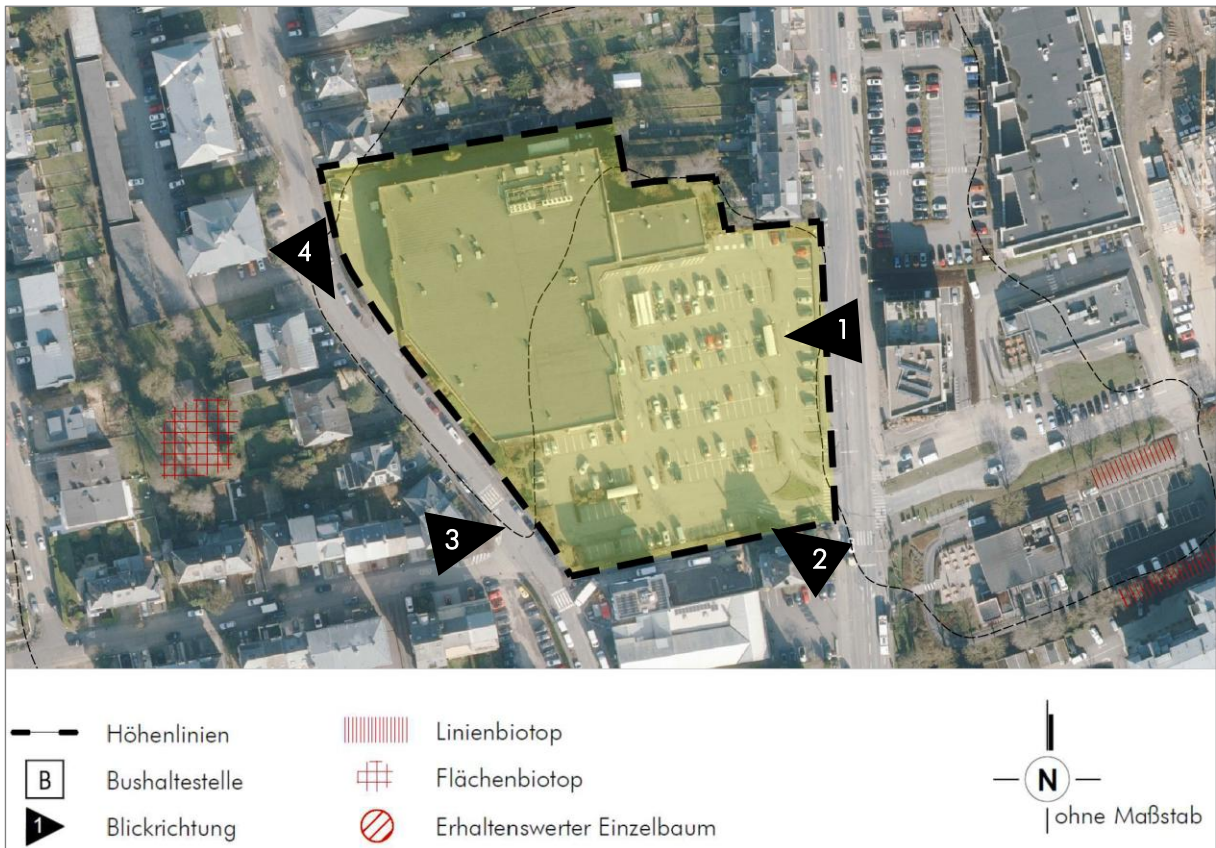 4
1
3
2
Höhenlinien
Linienbiotop
B
Bushaltestelle
Flächenbiotop
1
Blickrichtung
Erhaltenswerter Einzelbaum
N
ohne Maßstab